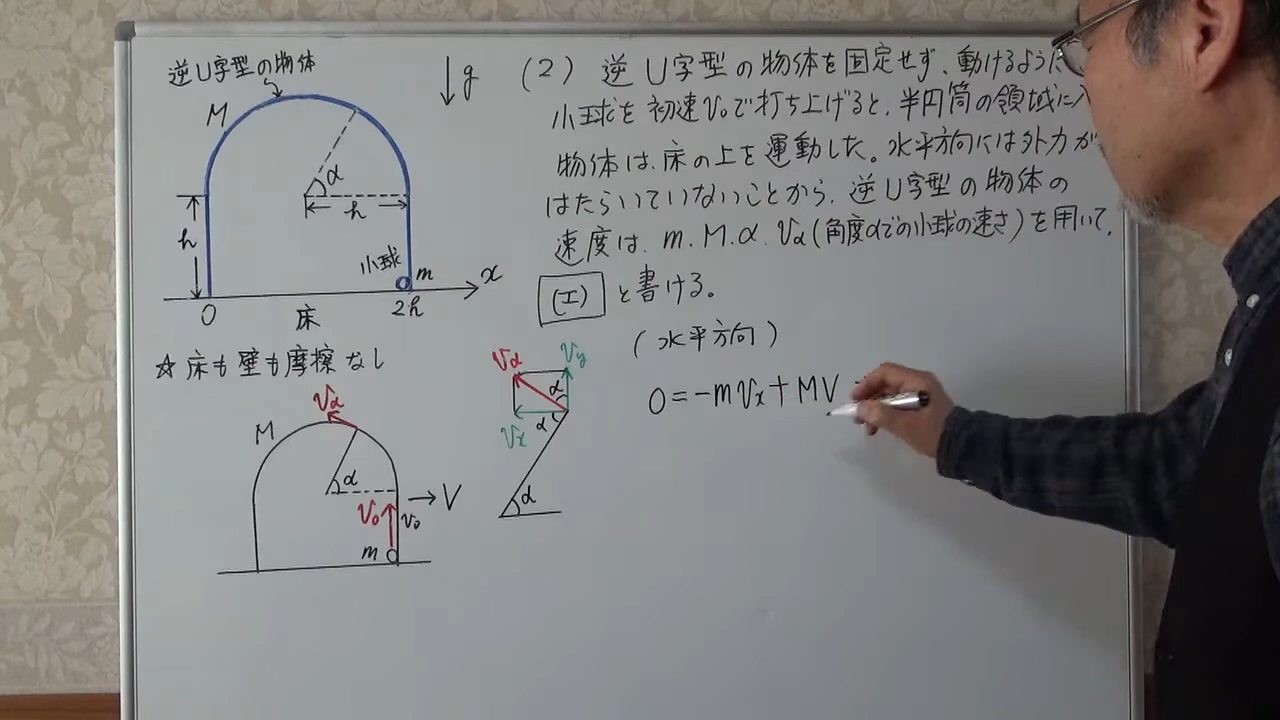 逆U字型の物体
M
α
h
h
小球
m
x
0
床
2h
☆床も壁も摩擦なし
↓g
(2) 逆U字型の物体を固定せず、動けるように
小球を初速v₀で打ち上げると、半円筒の領域に
物体は、床の上を運動した。水平方向には外力が
はたらいていないことから、逆U字型の物体の
速度は、m.M.α.Vα(角度αでの小球の速さ)を用いて、
(エ) と書ける。
(水平方向)
0=-mVx+MV
Vα
M
α
V₀
v₀
→V
m
Vα
Vy
α
Vx
α
α